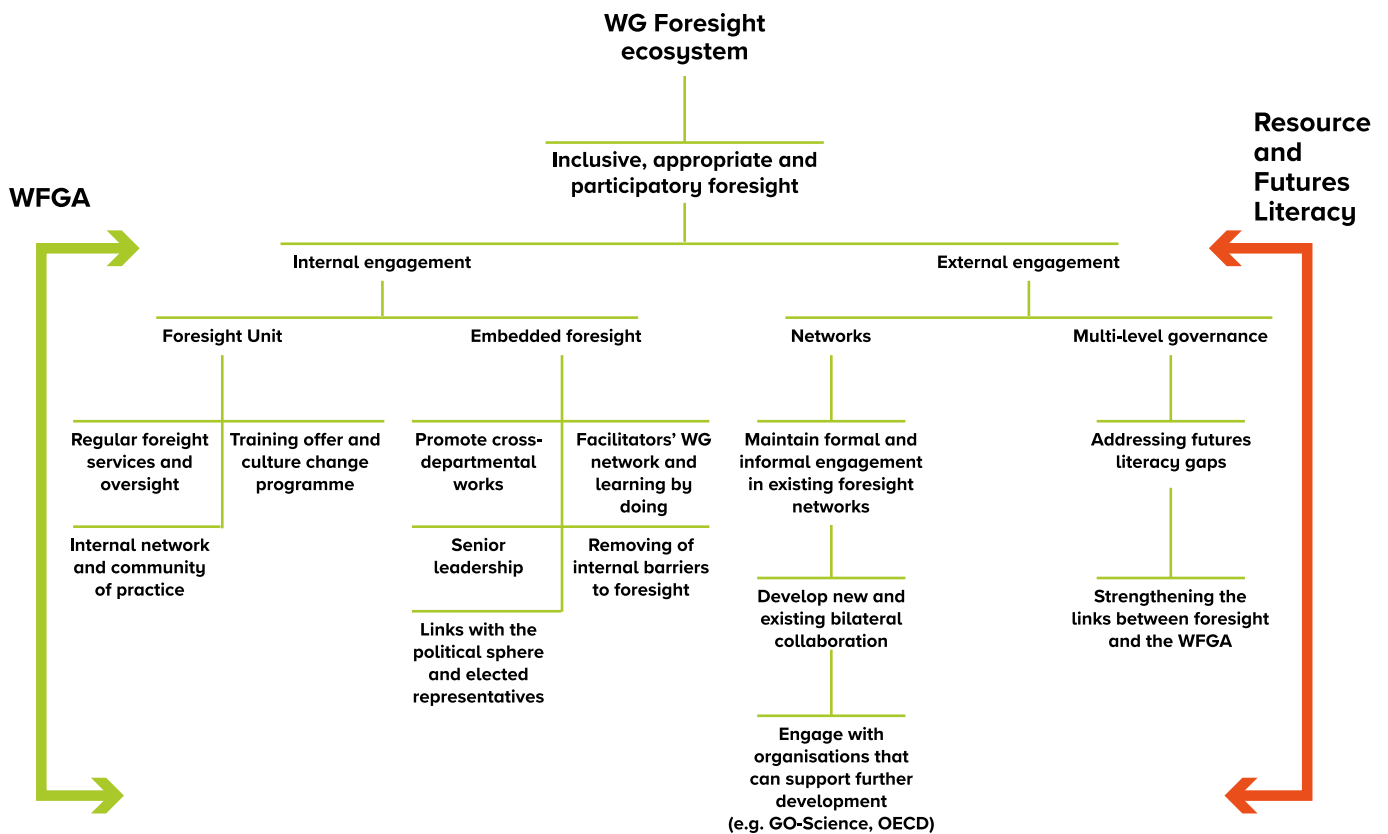 WG Foresight
ecosystem
Inclusive, appropriate and
participatory foresight
WFGA
Resource
and
Futures
Literacy
Internal engagement
External engagement
Foresight Unit
Embedded foresight
Networks
Multi-level governance
Regular foreight
services and
oversight
Training offer and
culture change
programme
Internal network
and community
of practice
Promote cross-
departmental
works
Facilitators’ WG
network and
learning by
doing
Senior
leadership
Removing of
internal barriers
to foresight
Links with the
political sphere
and elected
representatives
Maintain formal and
informal engagement
in existing foresight
networks
Develop new and
existing bilateral
collaboration
Engage with
organisations that
can support further
development
(e.g. GO-Science, OECD)
Addressing futures
literacy gaps
Strengthening the
links between foresight
and the WFGA